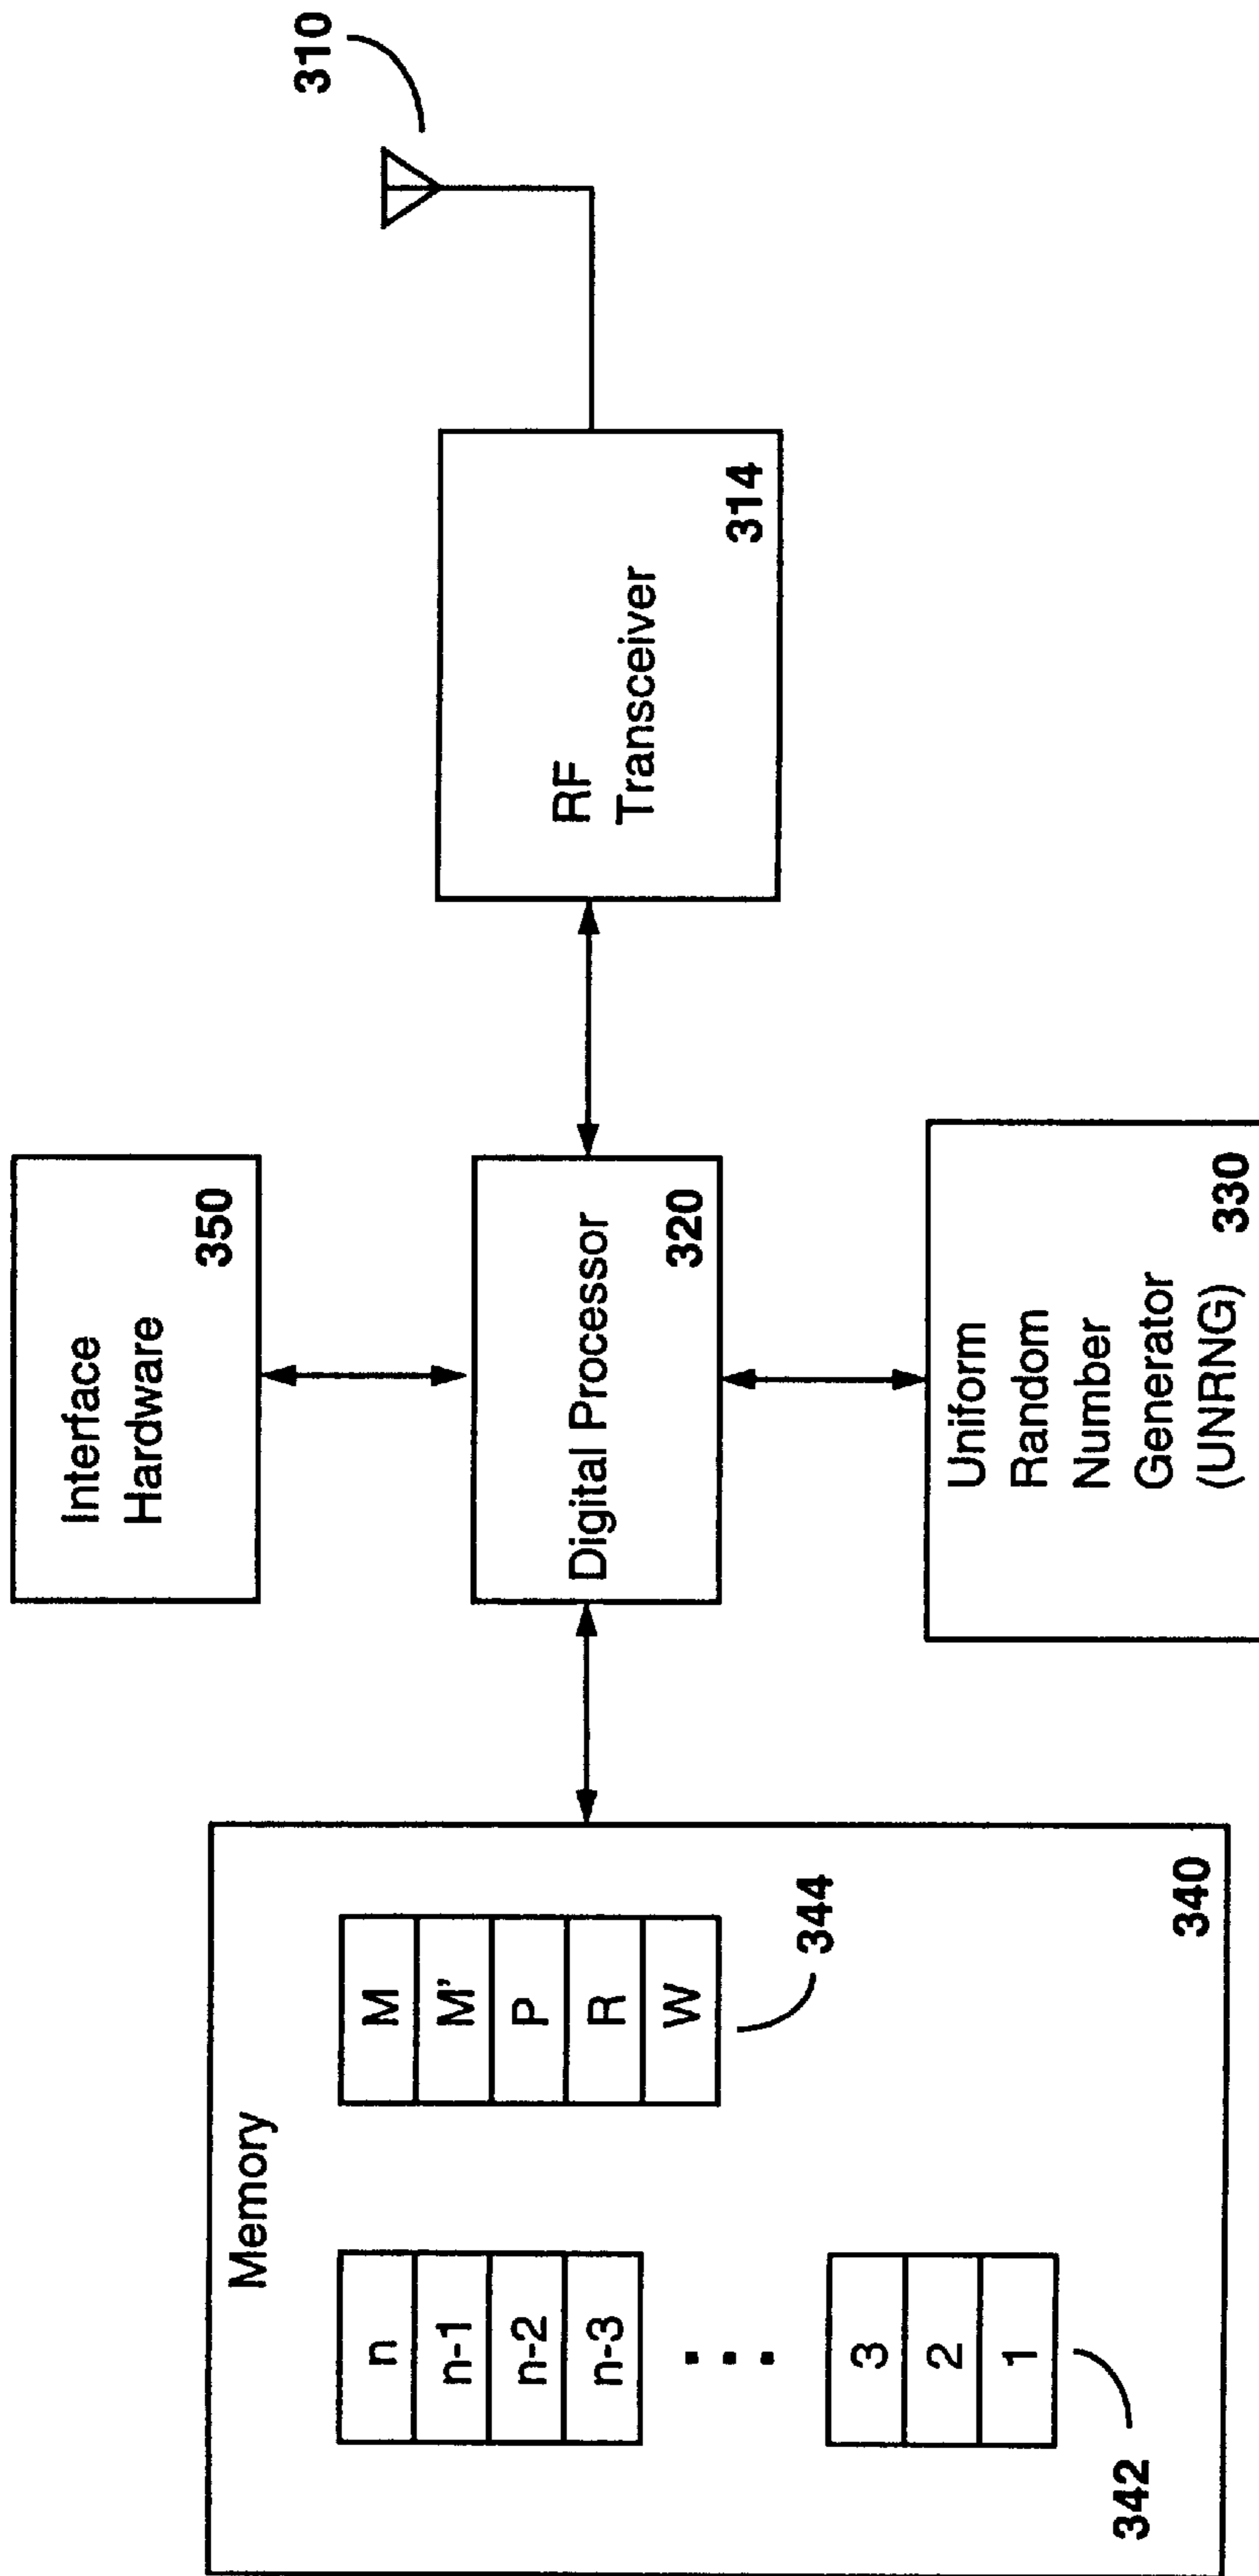 Memory
n
n-1
n-2
n-3
3
2
1
342
M
M'
P
R
W
344
340
Interface
Hardware
350
Digital Processor
320
Uniform
Random
Number
Generator
(UNRNG) 330
RF
Transceiver
314
310